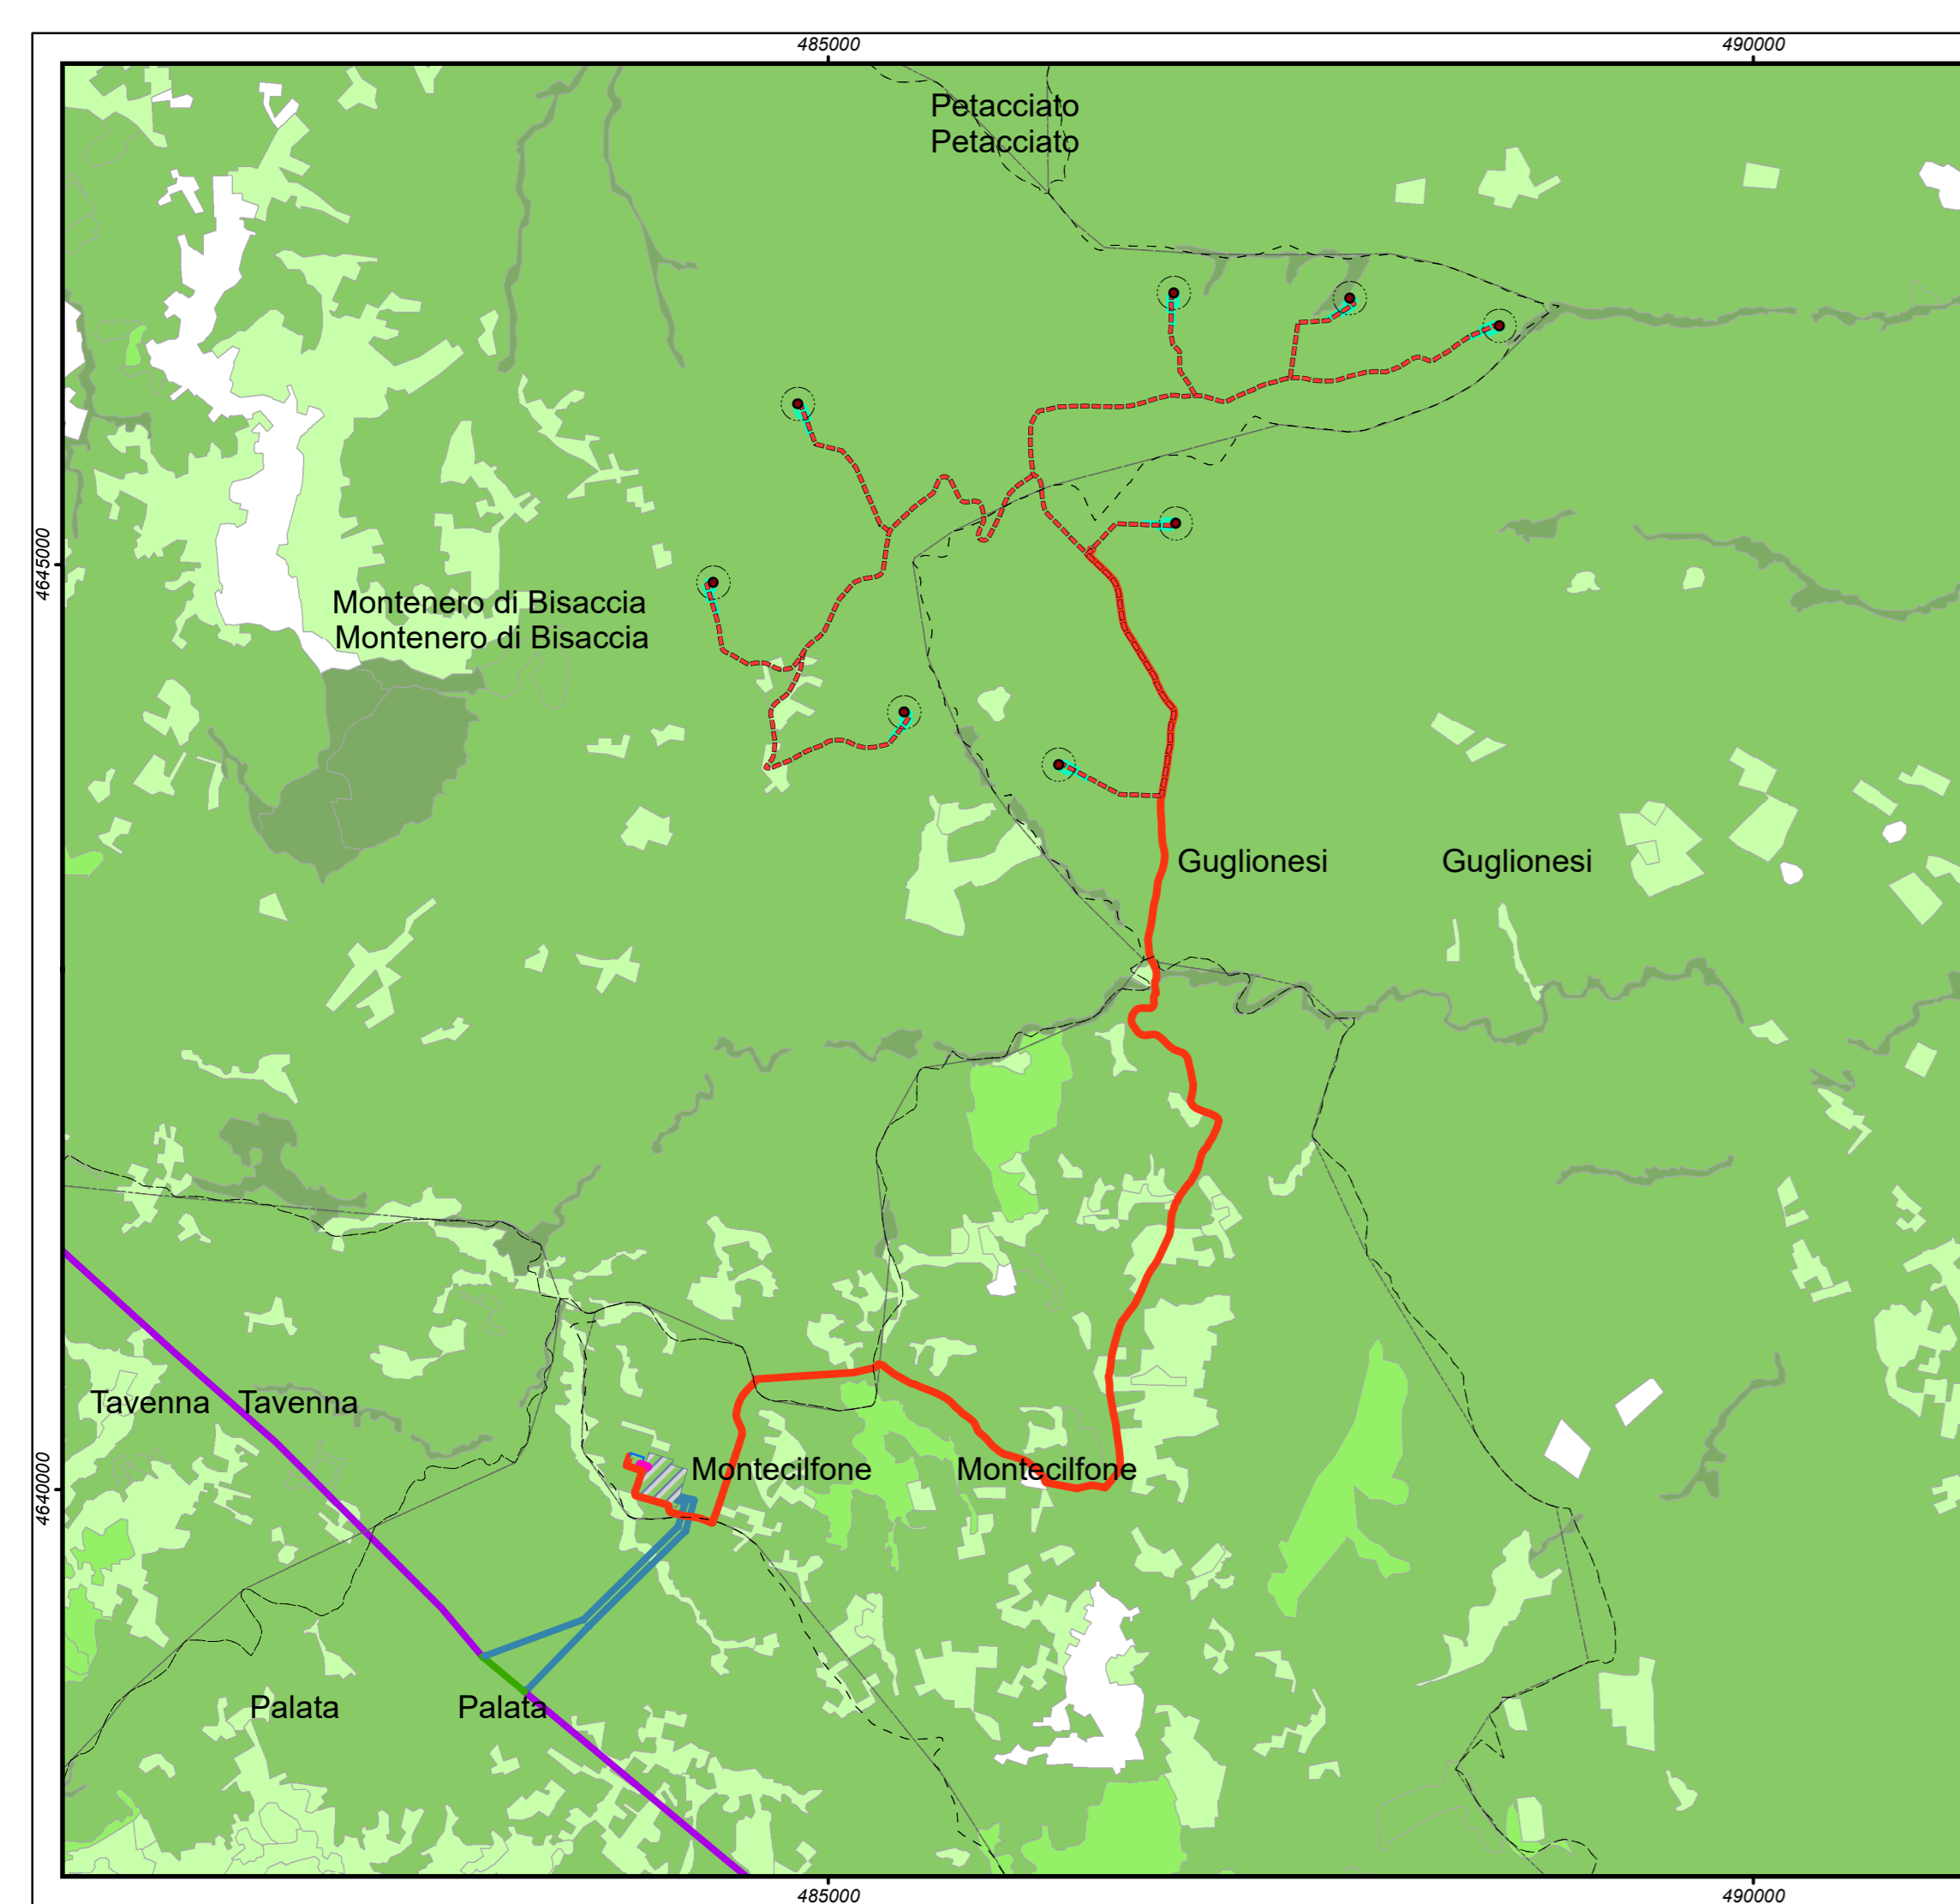 485000 490000
Petacciato
Petacciato
4645000
Montenero di Bisaccia
Montenero di Bisaccia
Guglionesi Guglionesi
Tavenna Tavenna
4640000
Montecilfone Montecilfone
Palata Palata
485000 490000